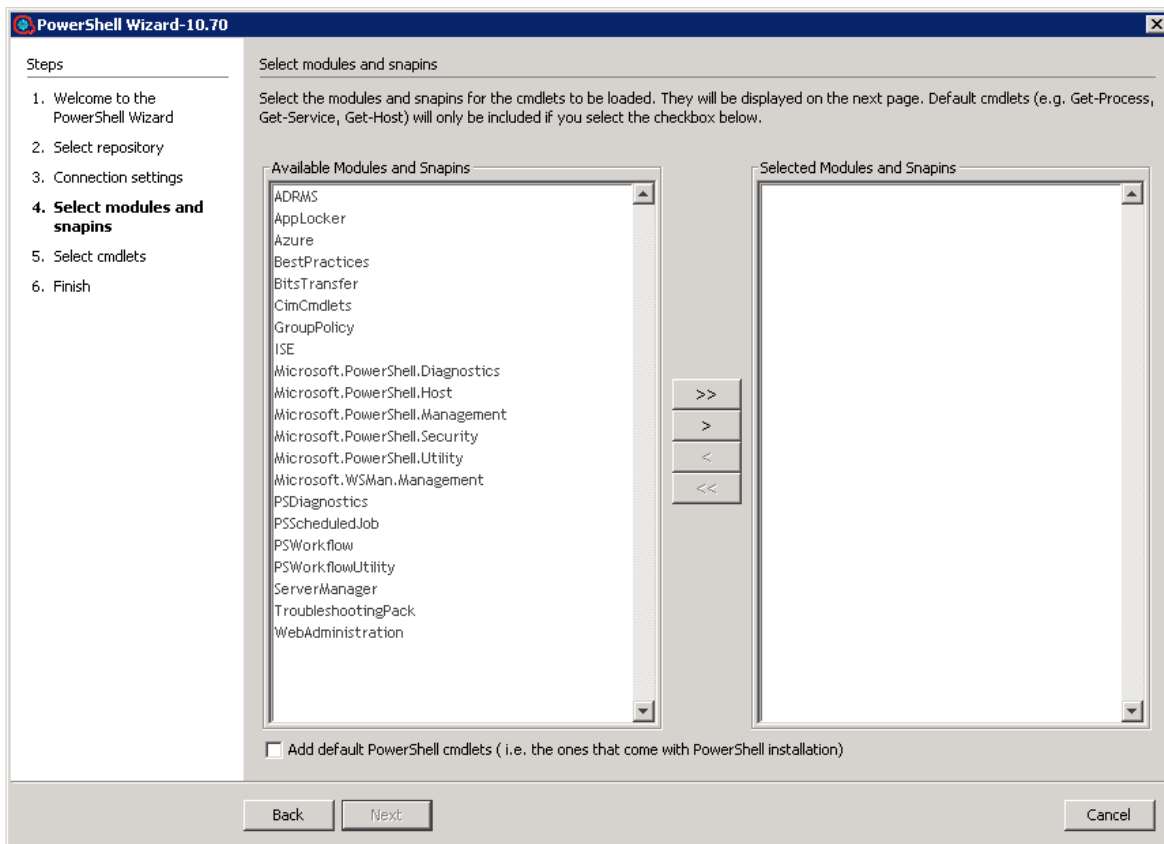 PowerShell Wizard-10.70
Steps
1. Welcome to the
PowerShell Wizard
2. Select repository
3. Connection settings
4. Select modules and
snapins
5. Select cmdlets
6. Finish
Select modules and snapins
Select the modules and snapins for the cmdlets to be loaded. They will be displayed on the next page. Default cmdlets (e.g. Get-Process,
Get-Service, Get-Host) will only be included if you select the checkbox below.
Available Modules and Snapins
ADRMS
AppLocker
Azure
BestPractices
BitsTransfer
CimCmdlets
GroupPolicy
ISE
Microsoft.PowerShell.Diagnostics
Microsoft.PowerShell.Host
Microsoft.PowerShell.Management
Microsoft.PowerShell.Security
Microsoft.PowerShell.Utility
Microsoft.WSMan.Management
PSDiagnostics
PSScheduledJob
PSWorkflow
PSWorkflowUtility
ServerManager
TroubleshootingPack
WebAdministration
>>
>
<
<<
Selected Modules and Snapins
Add default PowerShell cmdlets ( i.e. the ones that come with PowerShell installation)
Back
Next
Cancel